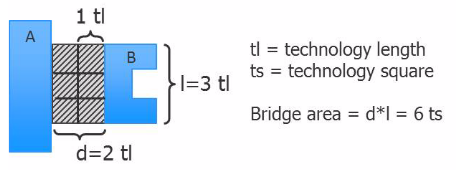 1 tl
A
B
l=3 tl
d=2 tl
tl = technology length
ts = technology square
Bridge area = d*l = 6 ts